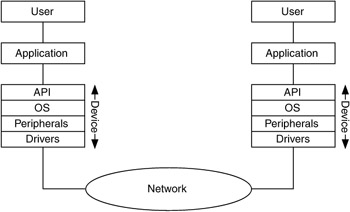 User
Application
API
OS
Peripherals
Drivers
Device
User
Application
API
OS
Peripherals
Drivers
Device
Network